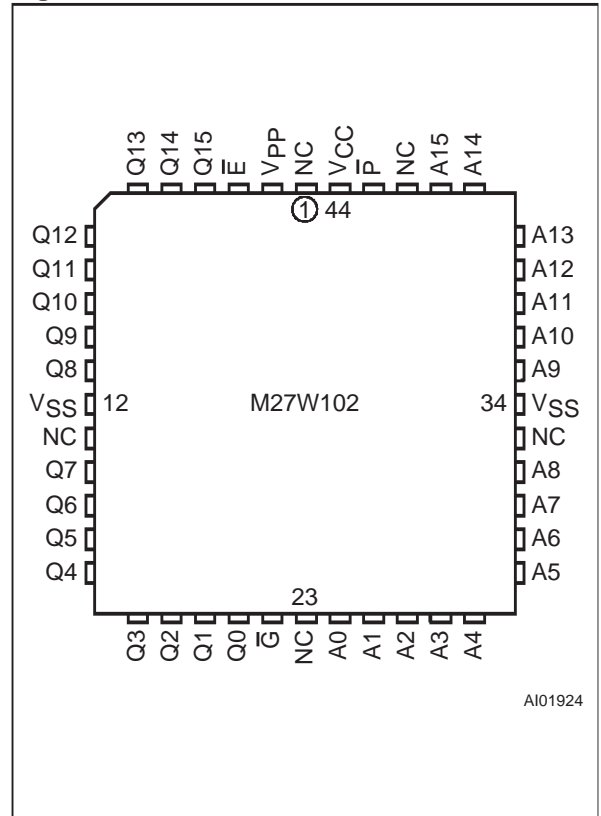 Q13
Q14
Q15
E̅
VPP
NC
VCC
P̅
NC
A15
A14
1 44
Q12
Q11
Q10
Q9
Q8
VSS
NC
Q7
Q6
Q5
Q4
12
M27W102
34
A13
A12
A11
A10
A9
VSS
NC
A8
A7
A6
A5
23
Q3
Q2
Q1
Q0
G̅
NC
A0
A1
A2
A3
A4
AI01924